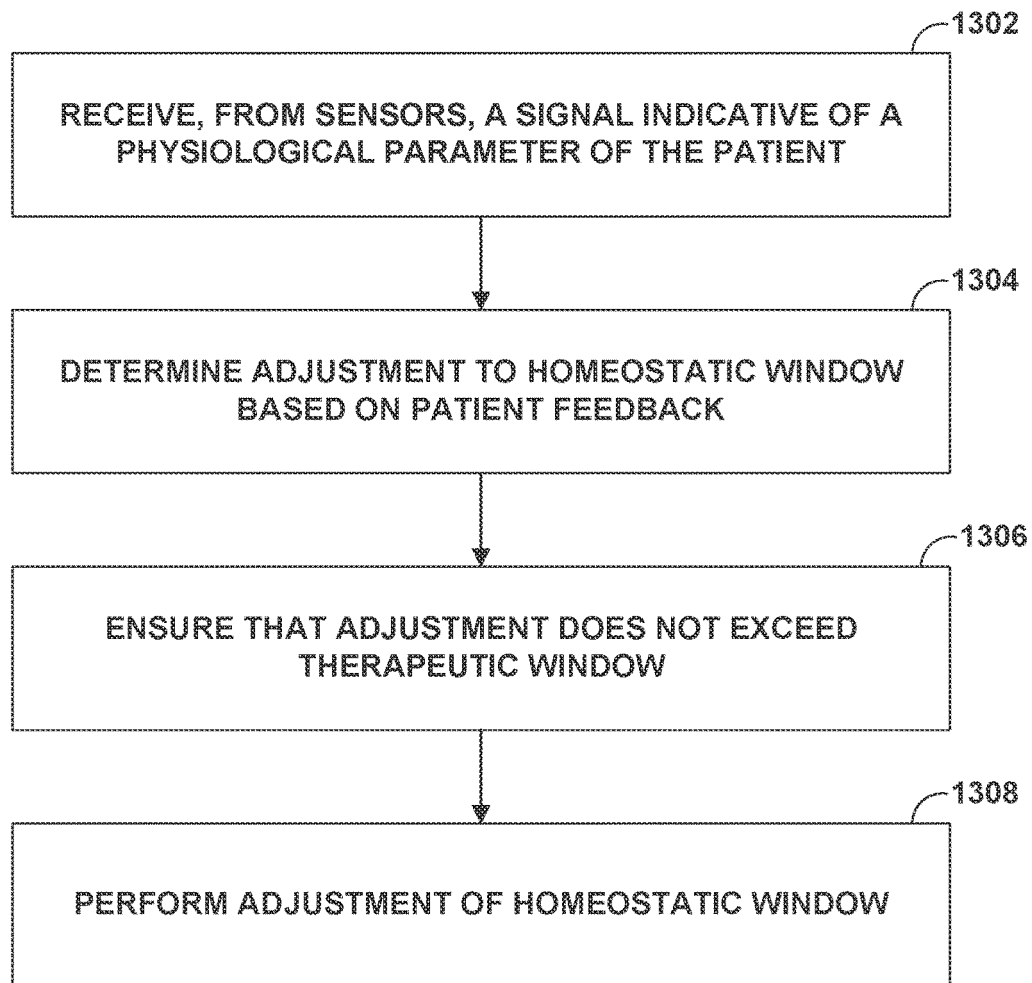 1302
RECEIVE, FROM SENSORS, A SIGNAL INDICATIVE OF A
PHYSIOLOGICAL PARAMETER OF THE PATIENT
1304
DETERMINE ADJUSTMENT TO HOMEOSTATIC WINDOW
BASED ON PATIENT FEEDBACK
1306
ENSURE THAT ADJUSTMENT DOES NOT EXCEED
THERAPEUTIC WINDOW
1308
PERFORM ADJUSTMENT OF HOMEOSTATIC WINDOW